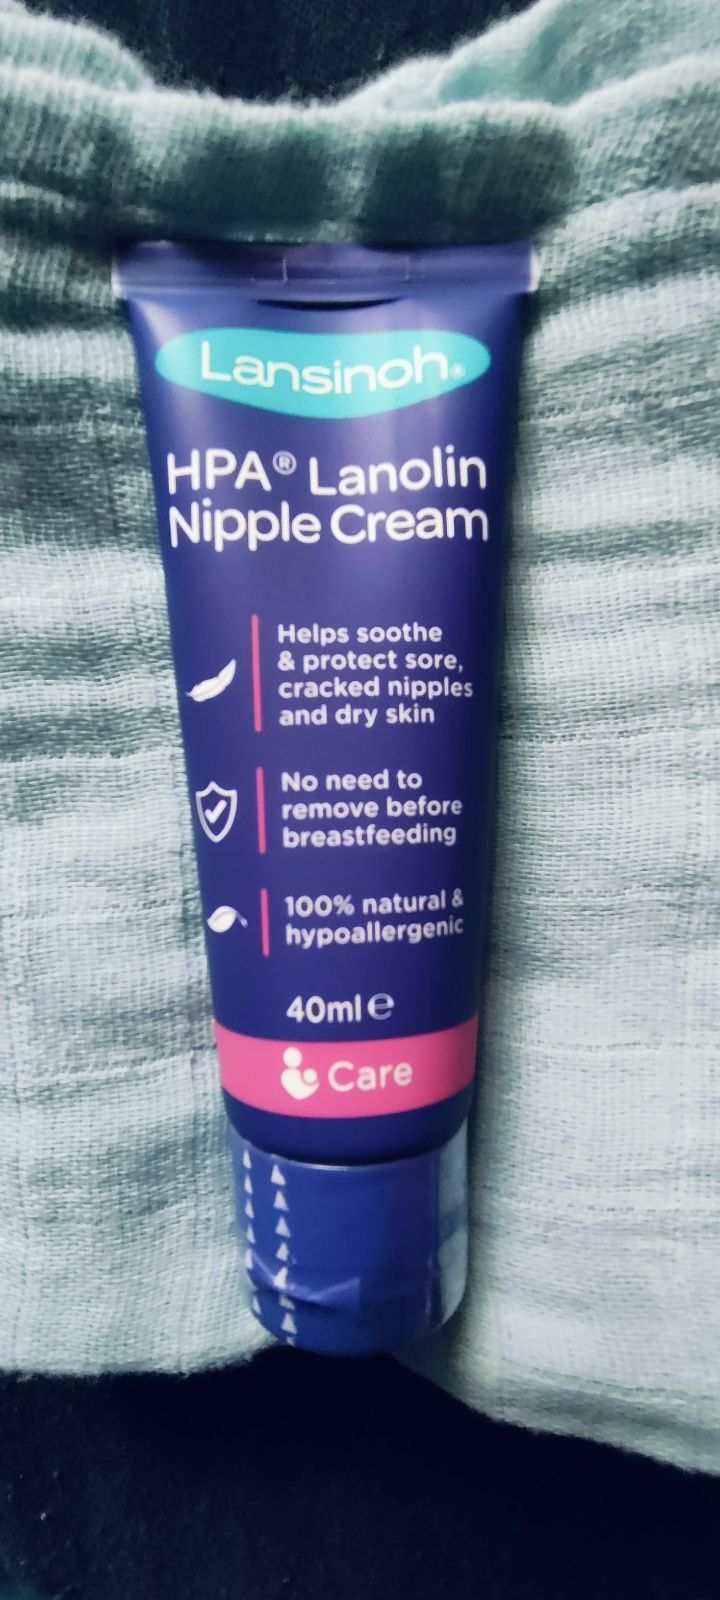 Lansinoh®
HPA® Lanolin
Nipple Cream
Helps soothe
& protect sore,
cracked nipples
and dry skin
No need to
remove before
breastfeeding
100% natural &
hypoallergenic
40ml ℮
Care